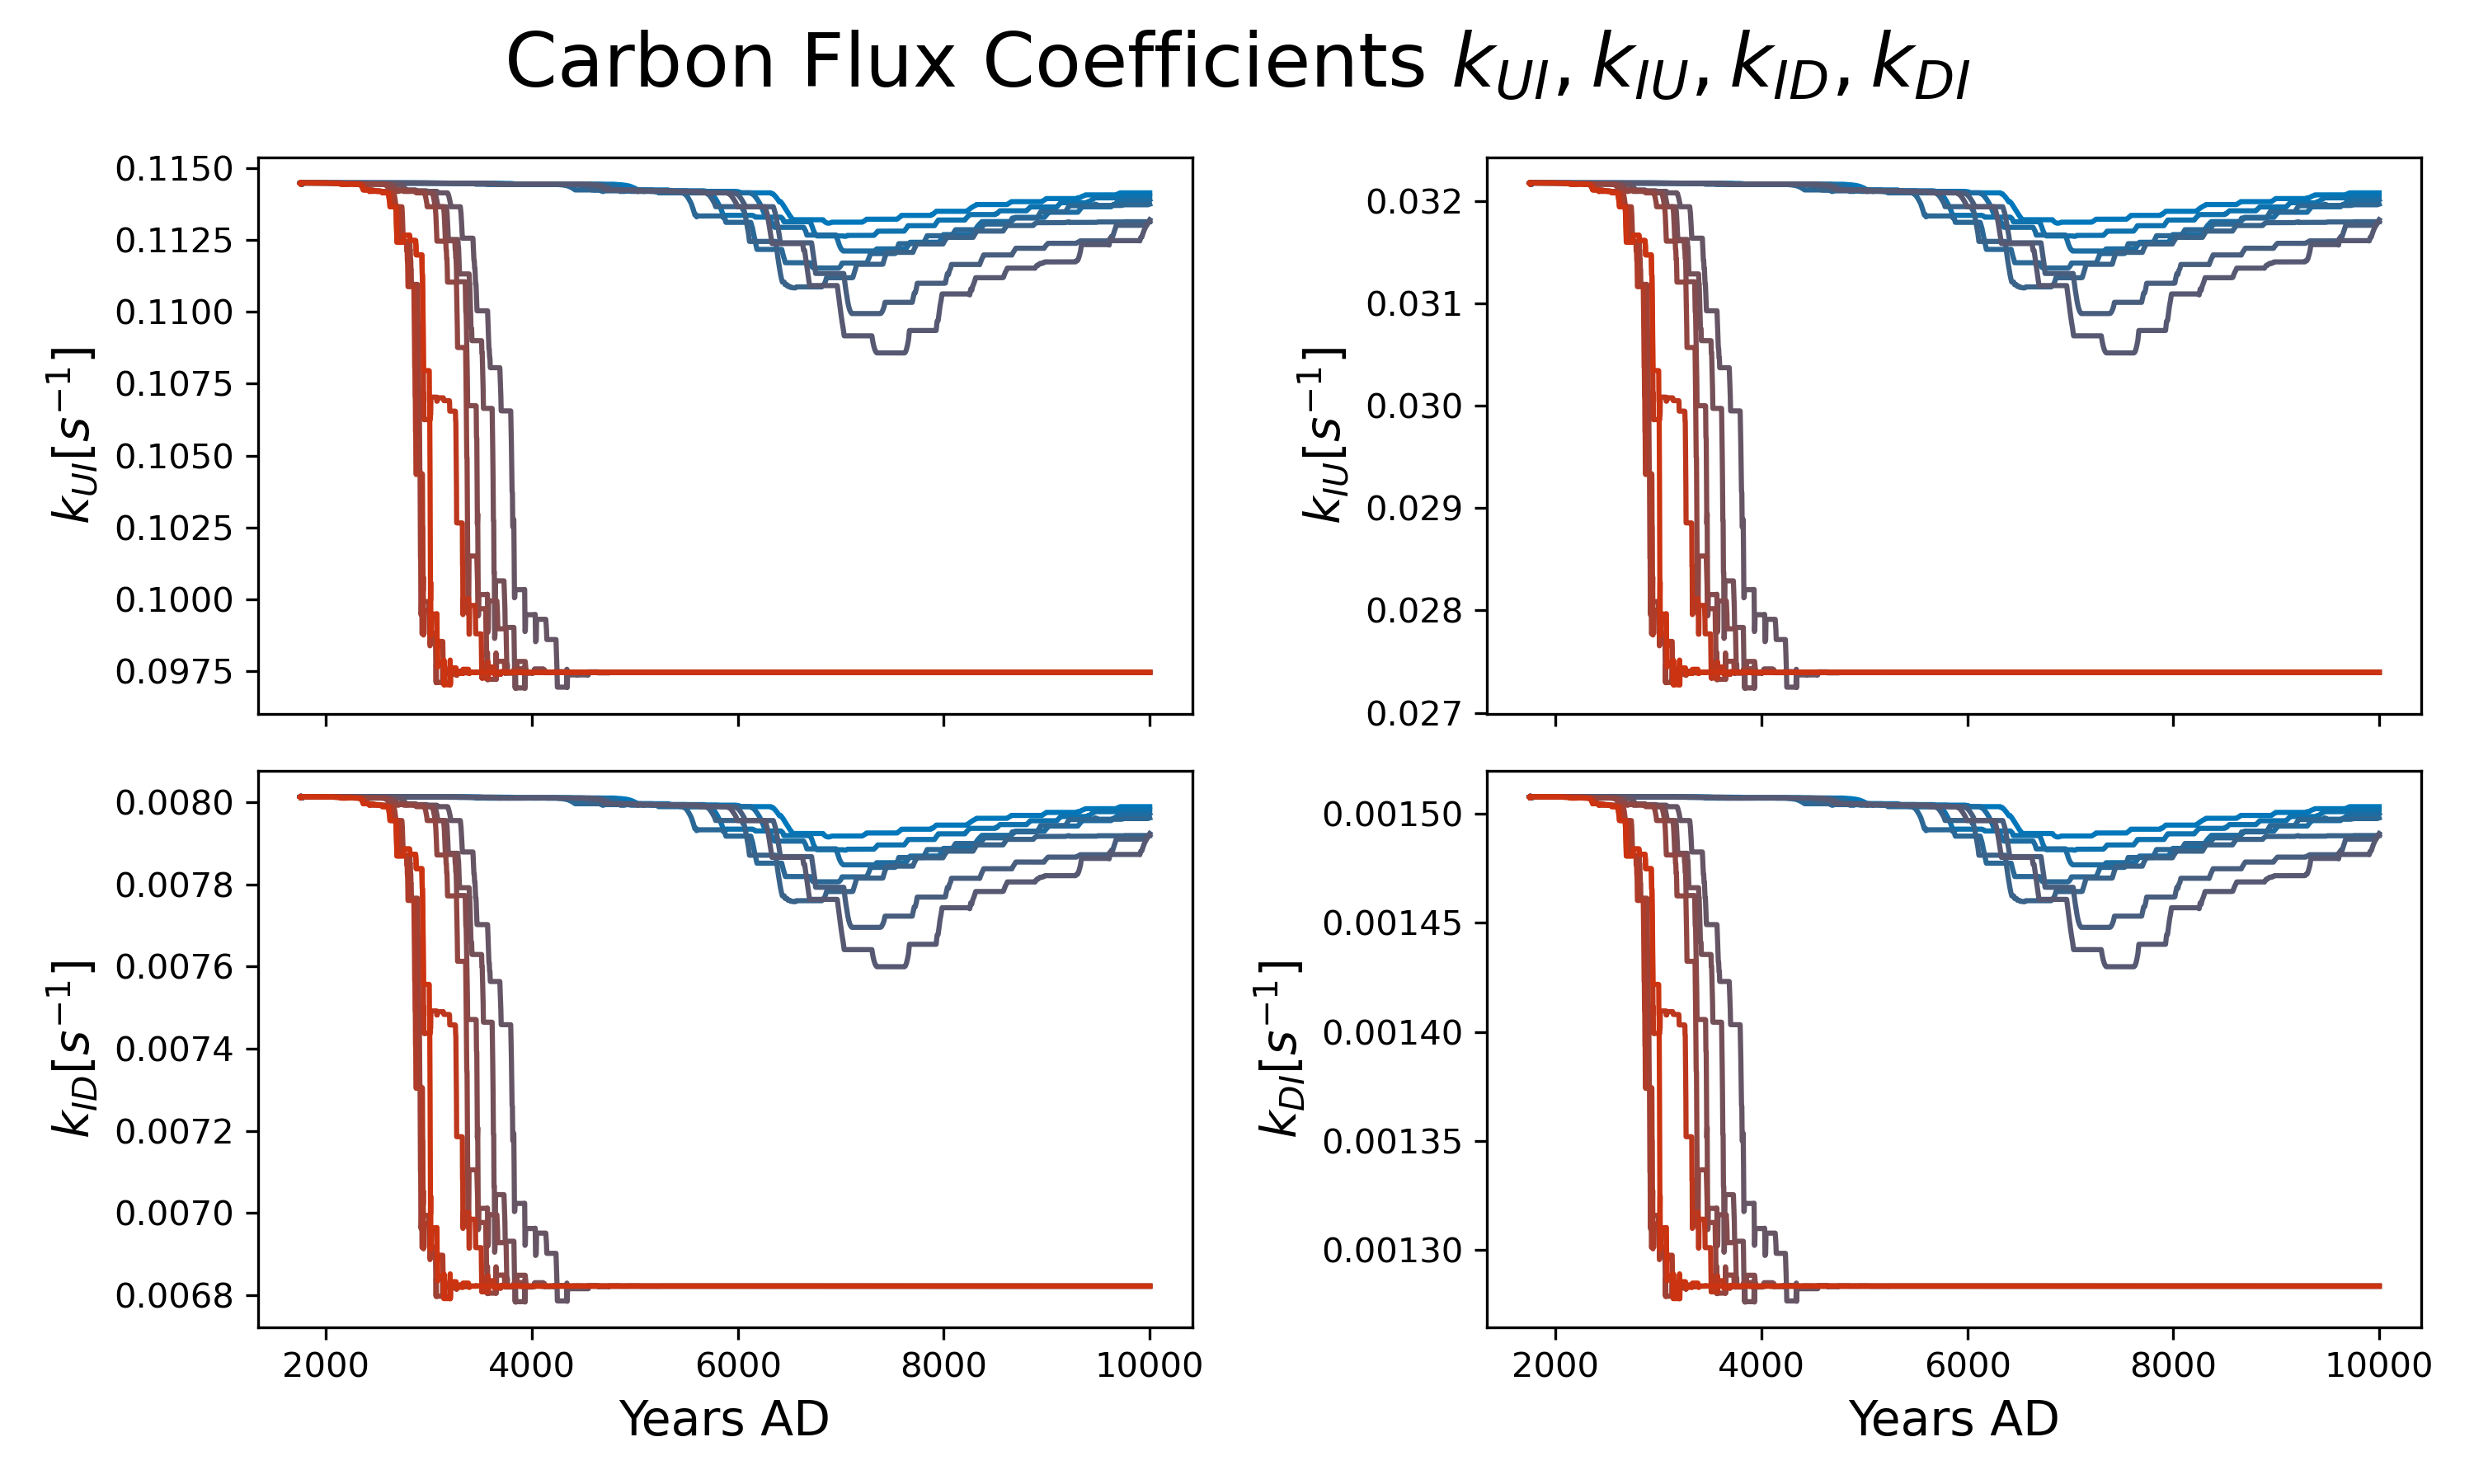 Carbon Flux Coefficients k_{UI}, k_{IU}, k_{ID}, k_{DI}
0.1150
0.1125
0.1100
0.1075
0.1050
0.1025
0.1000
0.0975
k_{UI}[s^{-1}]
0.032
0.031
0.030
0.029
0.028
0.027
k_{IU}[s^{-1}]
0.0080
0.0078
0.0076
0.0074
0.0072
0.0070
0.0068
k_{ID}[s^{-1}]
2000 4000 6000 8000 10000
Years AD
0.00150
0.00145
0.00140
0.00135
0.00130
k_{DI}[s^{-1}]
2000 4000 6000 8000 10000
Years AD